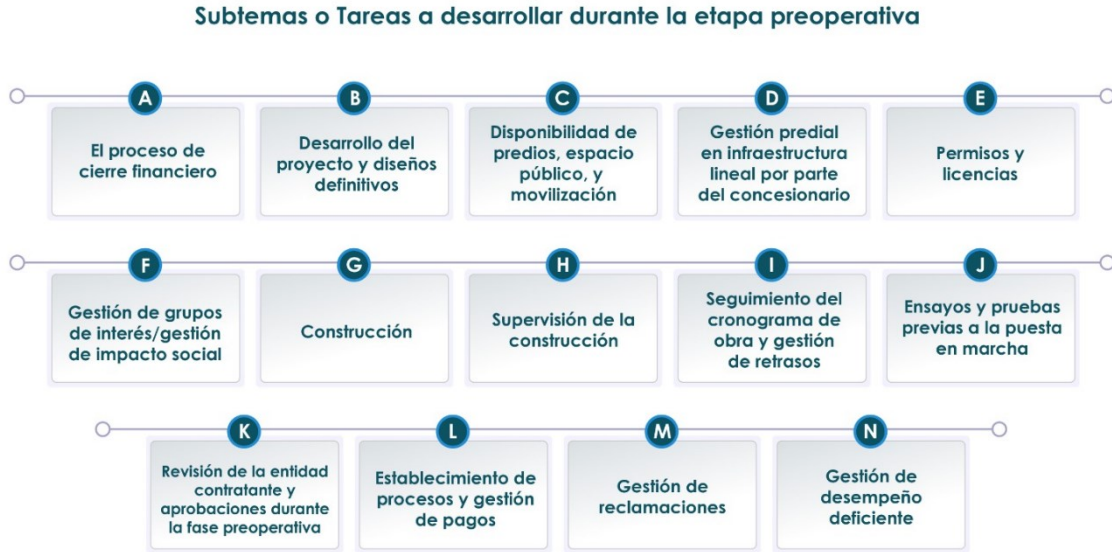 Subtemas o Tareas a desarrollar durante la etapa preoperativa
A
El proceso de
cierre financiero
B
Desarrollo del
proyecto y diseños
definitivos
C
Disponibilidad de
predios, espacio
público, y
movilización
D
Gestión predial
en infraestructura
lineal por parte
del concesionario
E
Permisos y
licencias
F
Gestión de grupos
de interés/gestión
de impacto social
G
Construcción
H
Supervisión de la
construcción
I
Seguimiento del
cronograma de
obra y gestión
de retrasos
J
Ensayos y pruebas
previas a la puesta
en marcha
K
Revisión de la entidad
contratante y
aprobaciones durante
la fase preoperativa
L
Establecimiento de
procesos y gestión
de pagos
M
Gestión de
reclamaciones
N
Gestión de
desempeño
deficiente